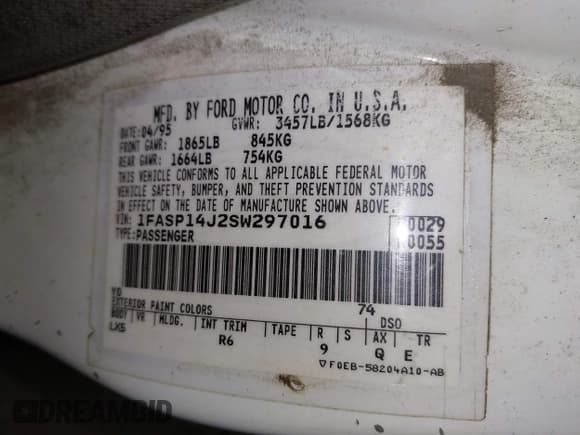 MFD. BY FORD MOTOR CO. IN U.S.A.
DATE: 04/95 GVWR: 3457LB/1568KG
FRONT GAWR: 1865LB 845KG
REAR GAWR: 1664LB 754KG
THIS VEHICLE CONFORMS TO ALL APPLICABLE FEDERAL MOTOR
VEHICLE SAFETY, BUMPER, AND THEFT PREVENTION STANDARDS
IN EFFECT ON THE DATE OF MANUFACTURE SHOWN ABOVE.
VIN: 1FASP14J2SW297016 0029
TYPE: PASSENGER 0055
YO 74
EXTERIOR PAINT COLORS DSO
BODY VR MLDG. INT TRIM TAPE R S AX TR
LX5 R6 9 Q E
F0EB-58204A10-AB
DREAMBID